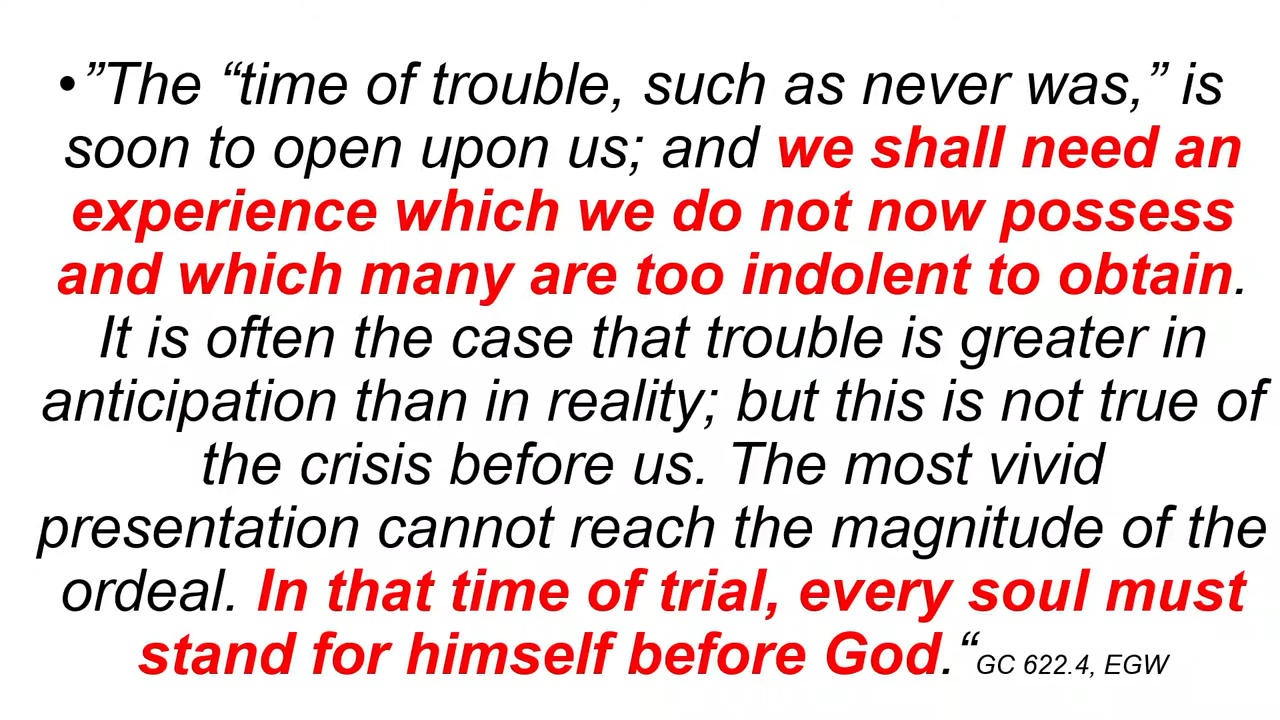 •”The “time of trouble, such as never was,” is
soon to open upon us; and we shall need an
experience which we do not now possess
and which many are too indolent to obtain.
It is often the case that trouble is greater in
anticipation than in reality; but this is not true of
the crisis before us. The most vivid
presentation cannot reach the magnitude of the
ordeal. In that time of trial, every soul must
stand for himself before God.“GC 622.4, EGW